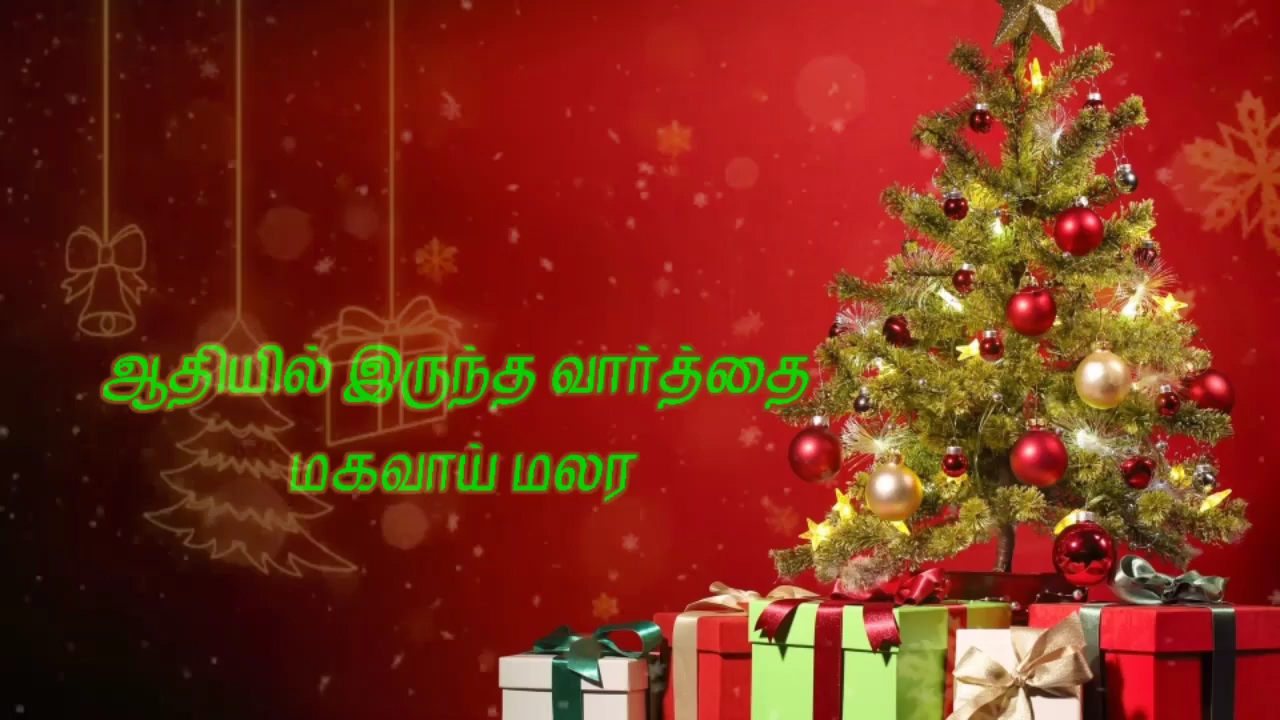 ஆதியில் இருந்த வார்த்தை
மகவாய் மலர